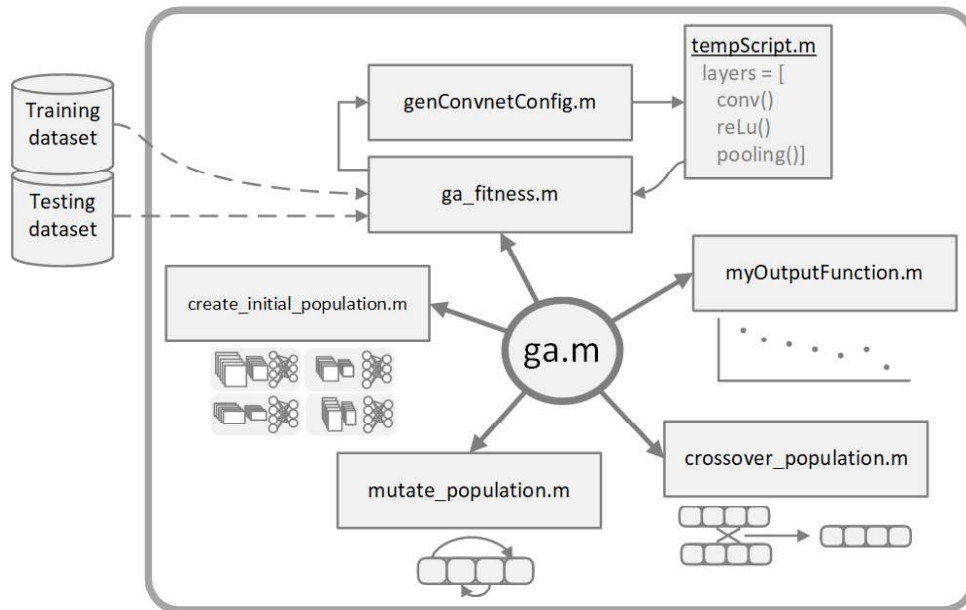 Training
dataset
Testing
dataset
genConvnetConfig.m
tempScript.m
layers = [
conv()
reLu()
pooling()]
ga_fitness.m
create_initial_population.m
myOutputFunction.m
ga.m
mutate_population.m
crossover_population.m